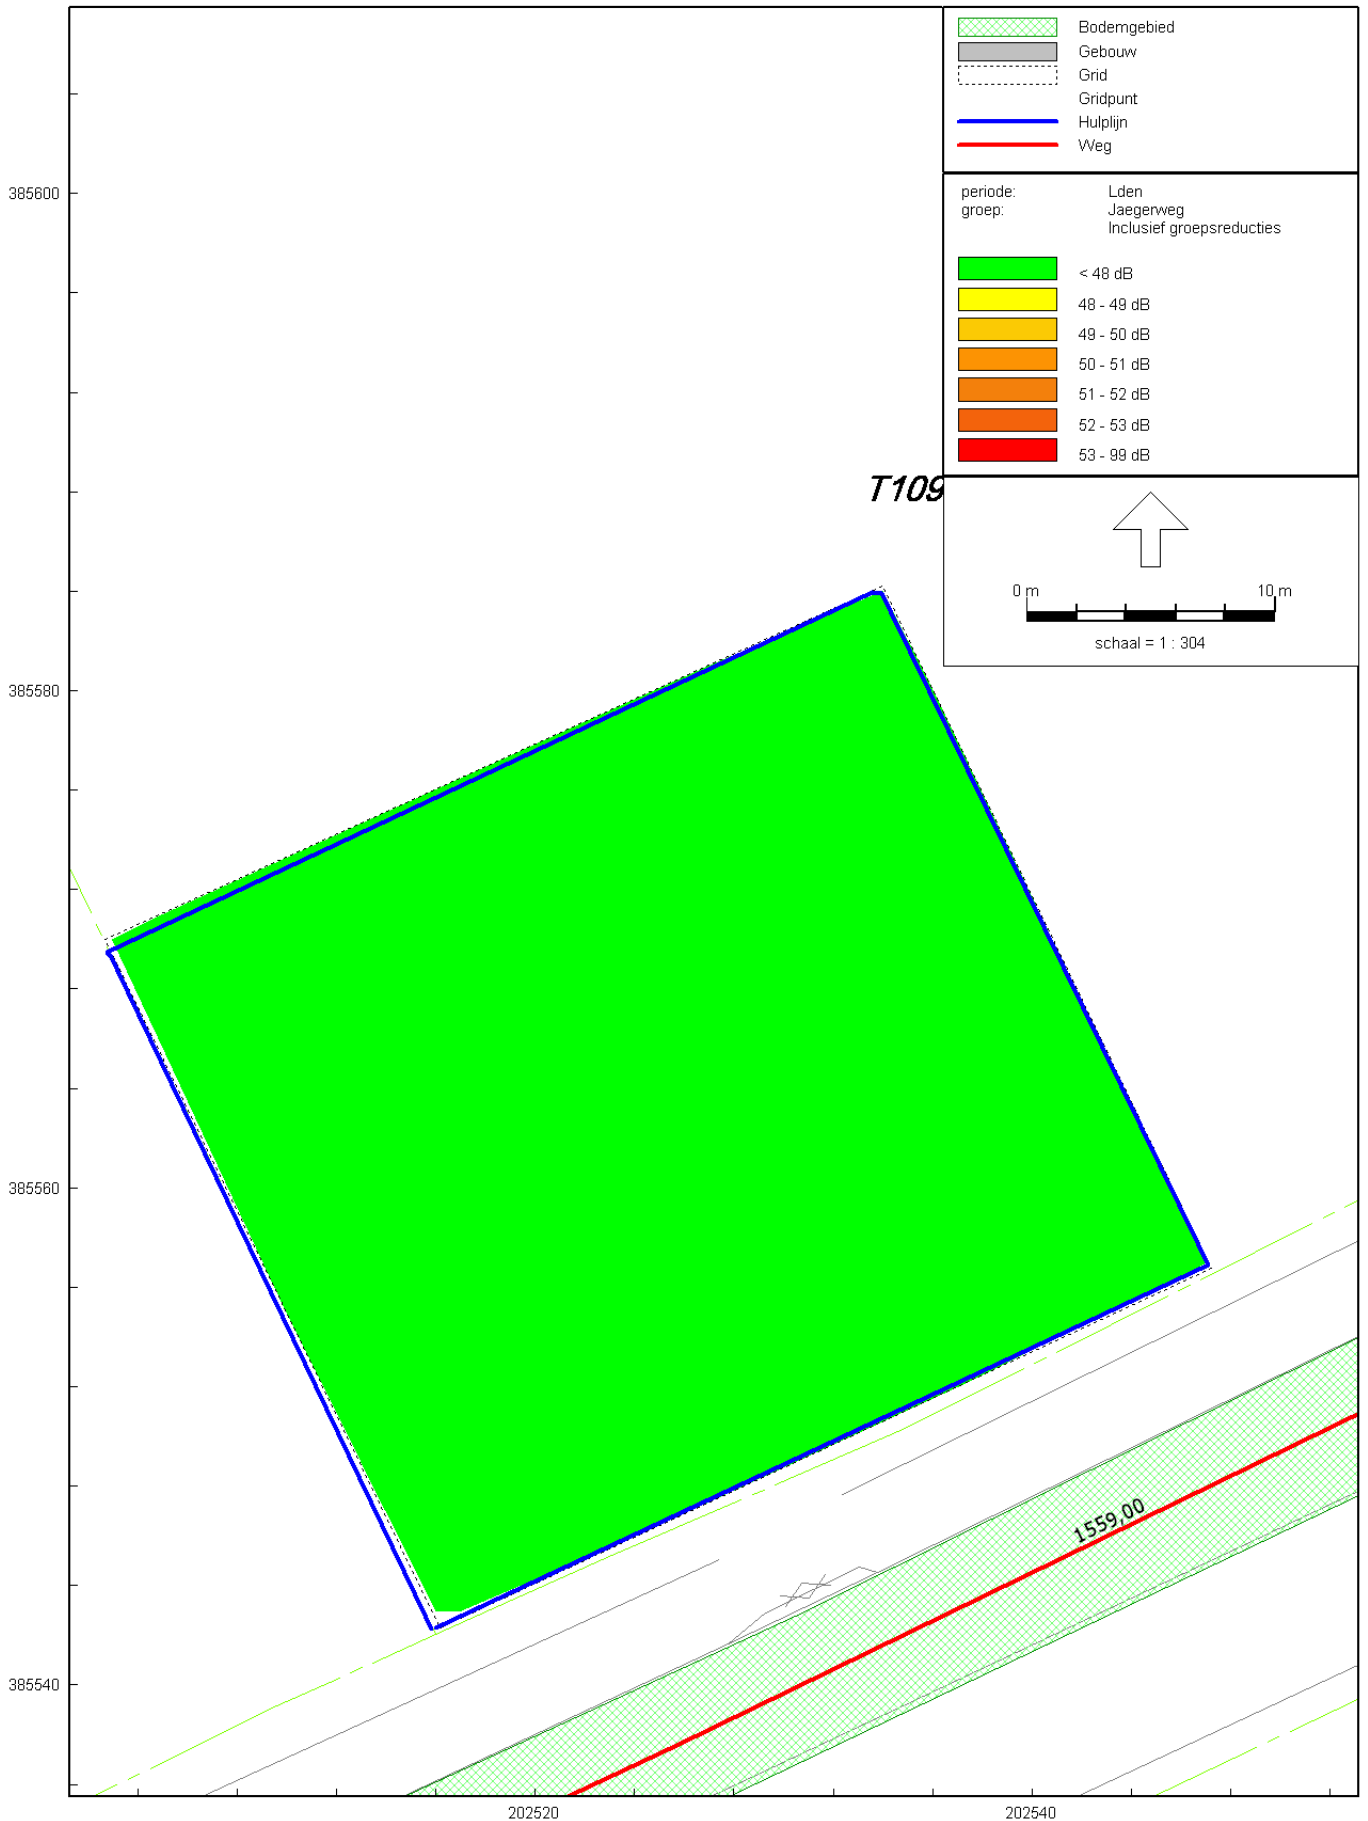 Bodemgebied
Gebouw
Grid
Gridpunt
Hulplijn
Weg
periode: Lden
groep: Jaegerweg
Inclusief groepsreducties
< 48 dB
48 - 49 dB
49 - 50 dB
50 - 51 dB
51 - 52 dB
52 - 53 dB
53 - 99 dB
T109
0 m 10 m
schaal = 1 : 304
385600
385580
385560
385540
1559,00
202520 202540